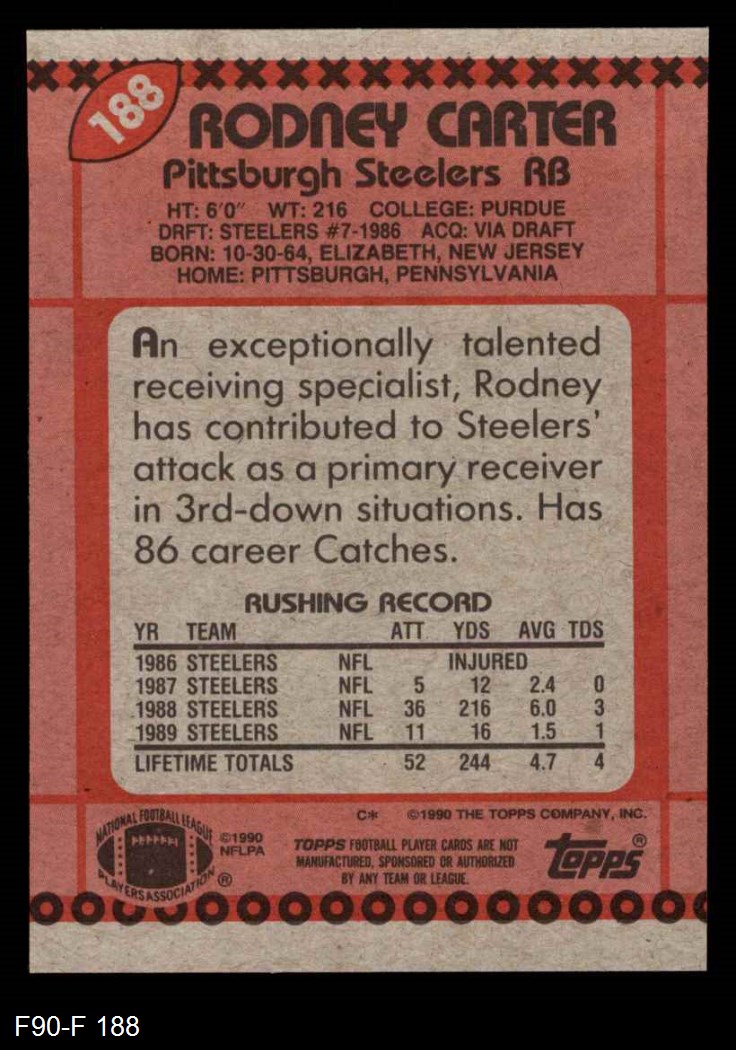 188
RODNEY CARTER
Pittsburgh Steelers RB
HT: 6'0" WT: 216 COLLEGE: PURDUE
DRFT: STEELERS #7-1986 ACQ: VIA DRAFT
BORN: 10-30-64, ELIZABETH, NEW JERSEY
HOME: PITTSBURGH, PENNSYLVANIA
An exceptionally talented
receiving specialist, Rodney
has contributed to Steelers'
attack as a primary receiver
in 3rd-down situations. Has
86 career Catches.
RUSHING RECORD
YR TEAM ATT YDS AVG TDS
1986 STEELERS NFL INJURED
1987 STEELERS NFL 5 12 2.4 0
1988 STEELERS NFL 36 216 6.0 3
1989 STEELERS NFL 11 16 1.5 1
LIFETIME TOTALS 52 244 4.7 4
C* ©1990 THE TOPPS COMPANY, INC.
NATIONAL FOOTBALL LEAGUE
PLAYERS
PLAYERS ASSOCIATION ®
©1990
NFLPA
TOPPS FOOTBALL PLAYER CARDS ARE NOT
MANUFACTURED, SPONSORED OR AUTHORIZED
BY ANY TEAM OR LEAGUE.
topps®
F90-F 188